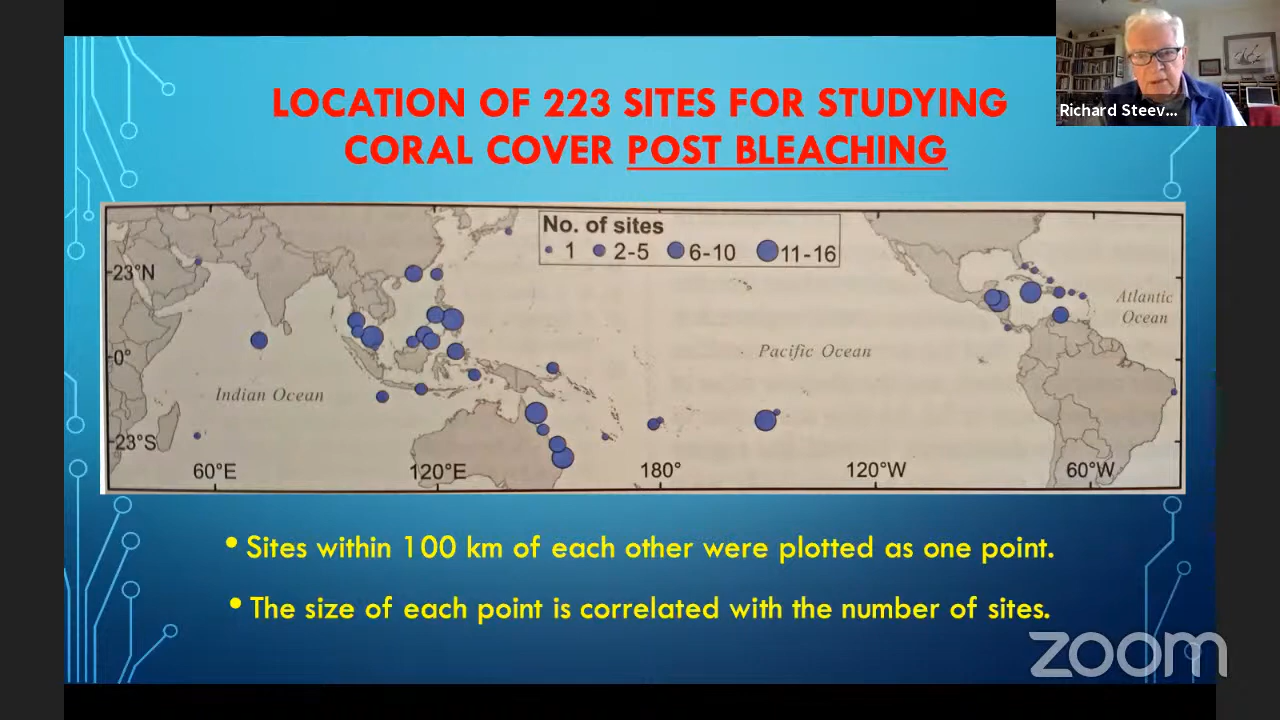 LOCATION OF 223 SITES FOR STUDYING
CORAL COVER POST BLEACHING
Richard Steev...
No. of sites
1 2-5 6-10 11-16
23°N
0°
23°S
Atlantic
Ocean
Pacific Ocean
Indian Ocean
60°E 120°E 180° 120°W 60°W
• Sites within 100 km of each other were plotted as one point.
• The size of each point is correlated with the number of sites.
zoom